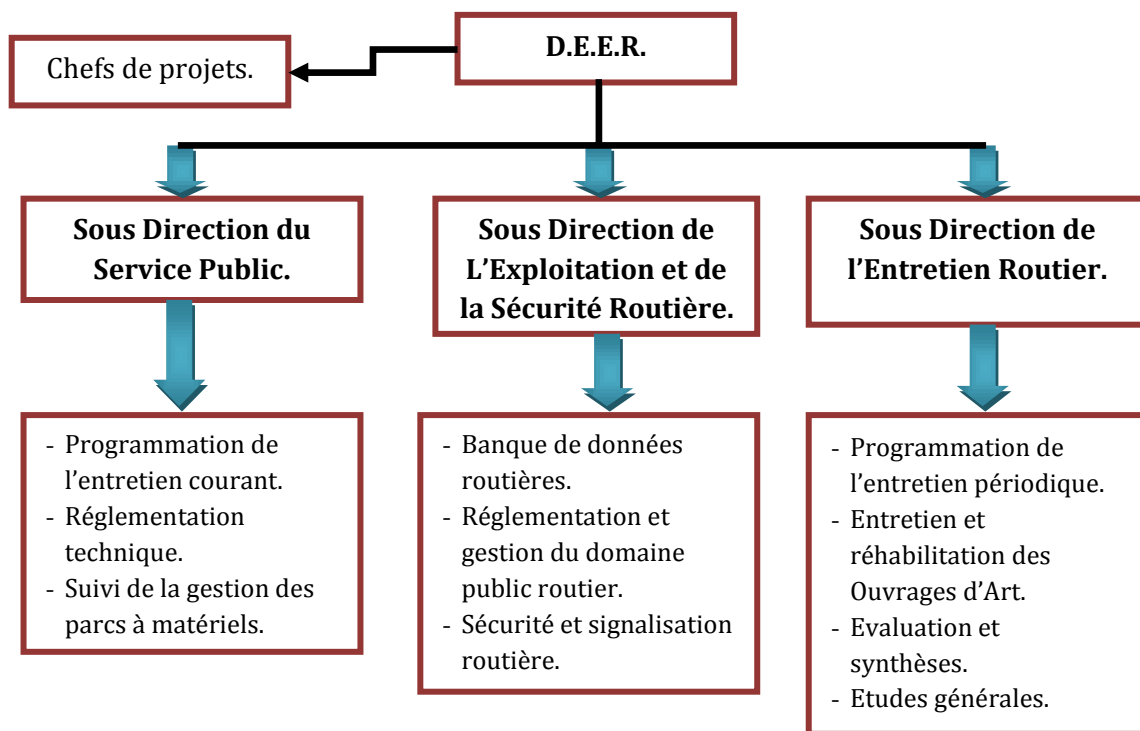 D.E.E.R.
Chefs de projets.
Sous Direction du
Service Public.
Sous Direction de
L’Exploitation et de
la Sécurité Routière.
Sous Direction de
l’Entretien Routier.
- Programmation de
l’entretien courant.
- Réglementation
technique.
- Suivi de la gestion des
parcs à matériels.
- Banque de données
routières.
- Réglementation et
gestion du domaine
public routier.
- Sécurité et signalisation
routière.
- Programmation de
l’entretien périodique.
- Entretien et
réhabilitation des
Ouvrages d’Art.
- Evaluation et
synthèses.
- Etudes générales.